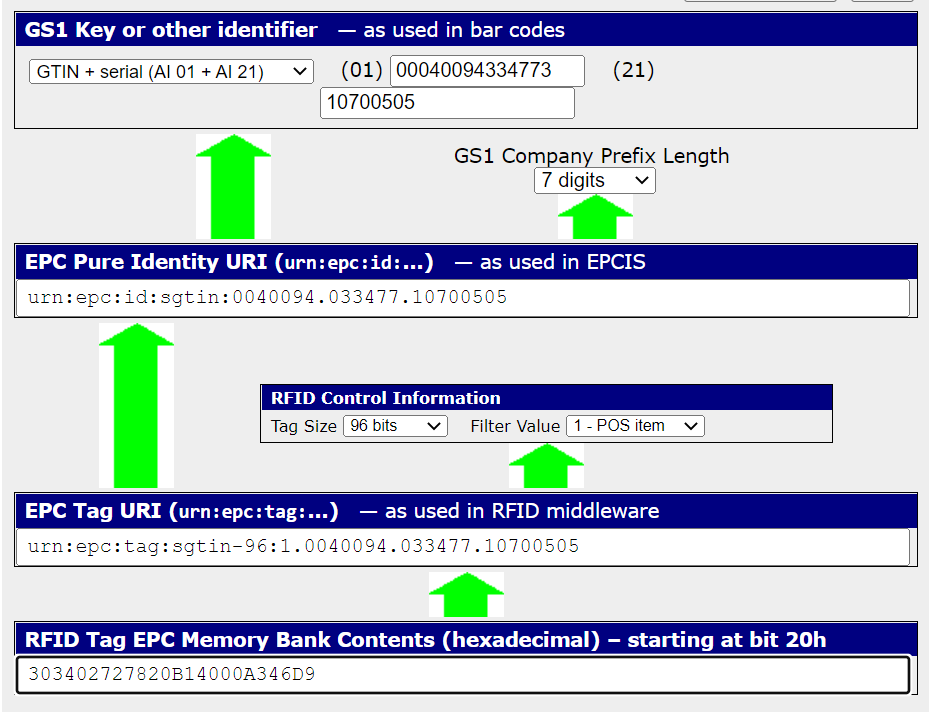 GS1 Key or other identifier — as used in bar codes
GTIN + serial (AI 01 + AI 21) (01) 00040094334773 (21)
10700505
GS1 Company Prefix Length
7 digits
EPC Pure Identity URI (urn:epc:id:...) — as used in EPCIS
urn:epc:id:sgtin:0040094.033477.10700505
RFID Control Information
Tag Size 96 bits Filter Value 1 - POS item
EPC Tag URI (urn:epc:tag:...) — as used in RFID middleware
urn:epc:tag:sgtin-96:1.0040094.033477.10700505
RFID Tag EPC Memory Bank Contents (hexadecimal) – starting at bit 20h
303402727820B14000A346D9